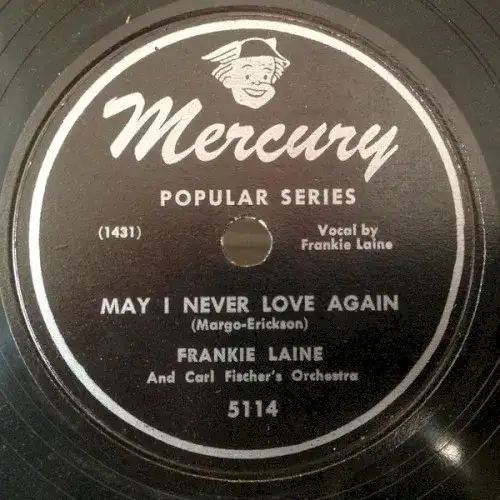 Mercury
POPULAR SERIES
(1431)
Vocal by
Frankie Laine
MAY I NEVER LOVE AGAIN
(Margo-Erickson)
FRANKIE LAINE
And Carl Fischer's Orchestra
5114